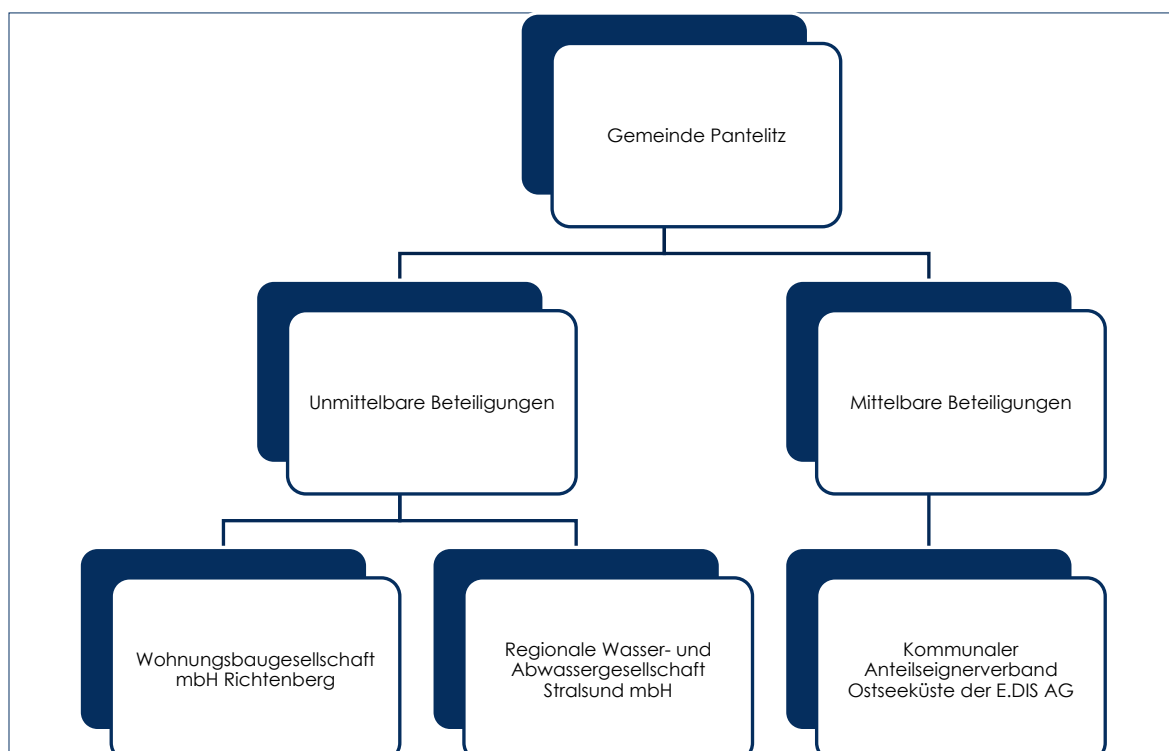 Gemeinde Pantelitz
Unmittelbare Beteiligungen
Mittelbare Beteiligungen
Wohnungsbaugesellschaft
mbH Richtenberg
Regionale Wasser- und
Abwassergesellschaft
Stralsund mbH
Kommunaler
Anteilseignerverband
Ostseeküste der E.DIS AG